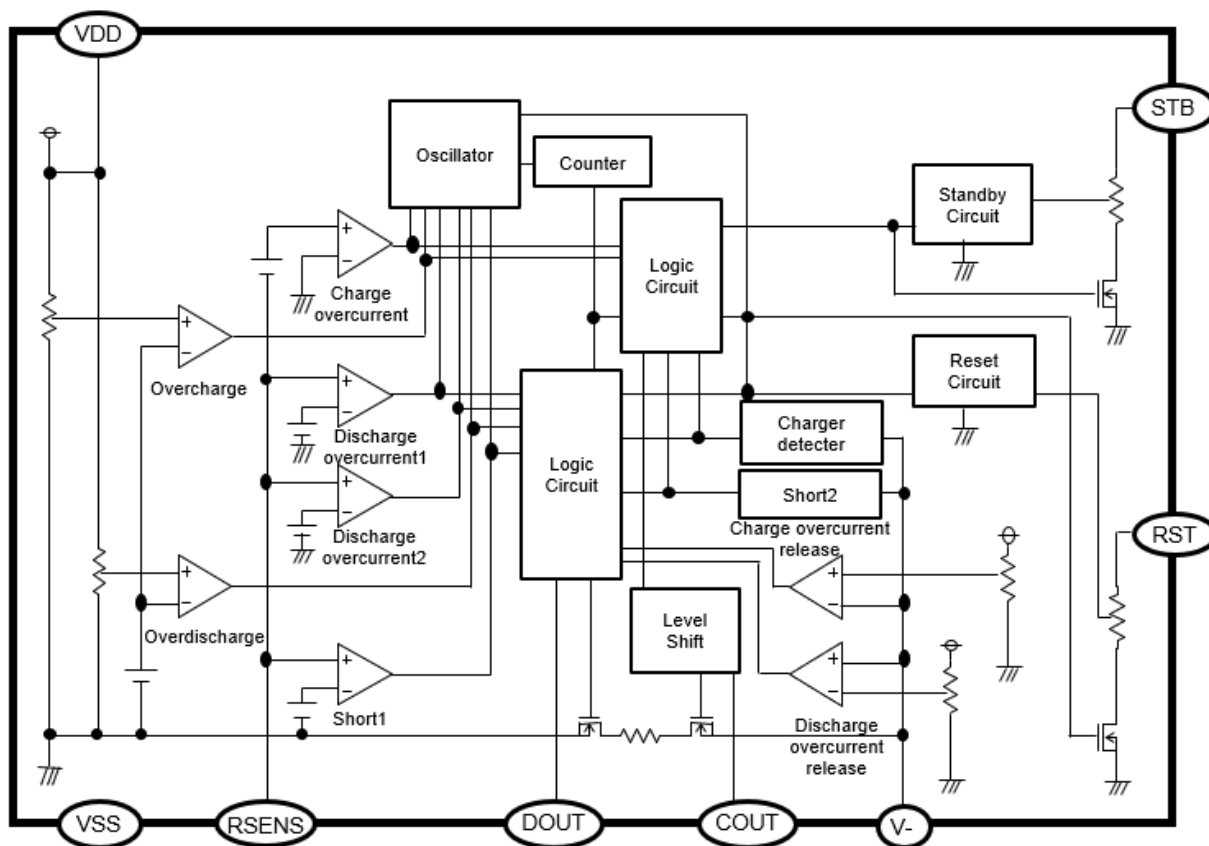 VDD
STB
Oscillator
Counter
Standby
Circuit
+
−
Charge
overcurrent
Logic
Circuit
+
−
Overcharge
Reset
Circuit
+
−
Discharge
overcurrent1
Charger
detecter
Logic
Circuit
+
−
Discharge
overcurrent2
Short2
Charge overcurrent
release
RST
+
−
Overdischarge
+
−
Level
Shift
+
−
Short1
+
−
Discharge
overcurrent
release
VSS
RSENS
DOUT
COUT
V-